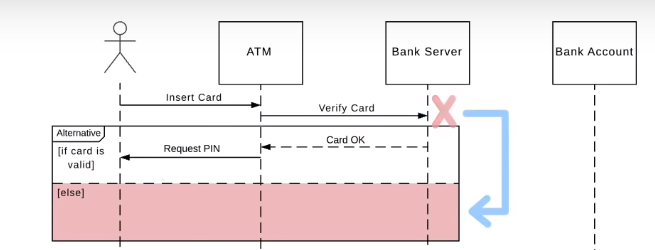 ATM
Bank Server
Bank Account
Insert Card
Verify Card
Alternative
[if card is
valid]
Card OK
Request PIN
[else]